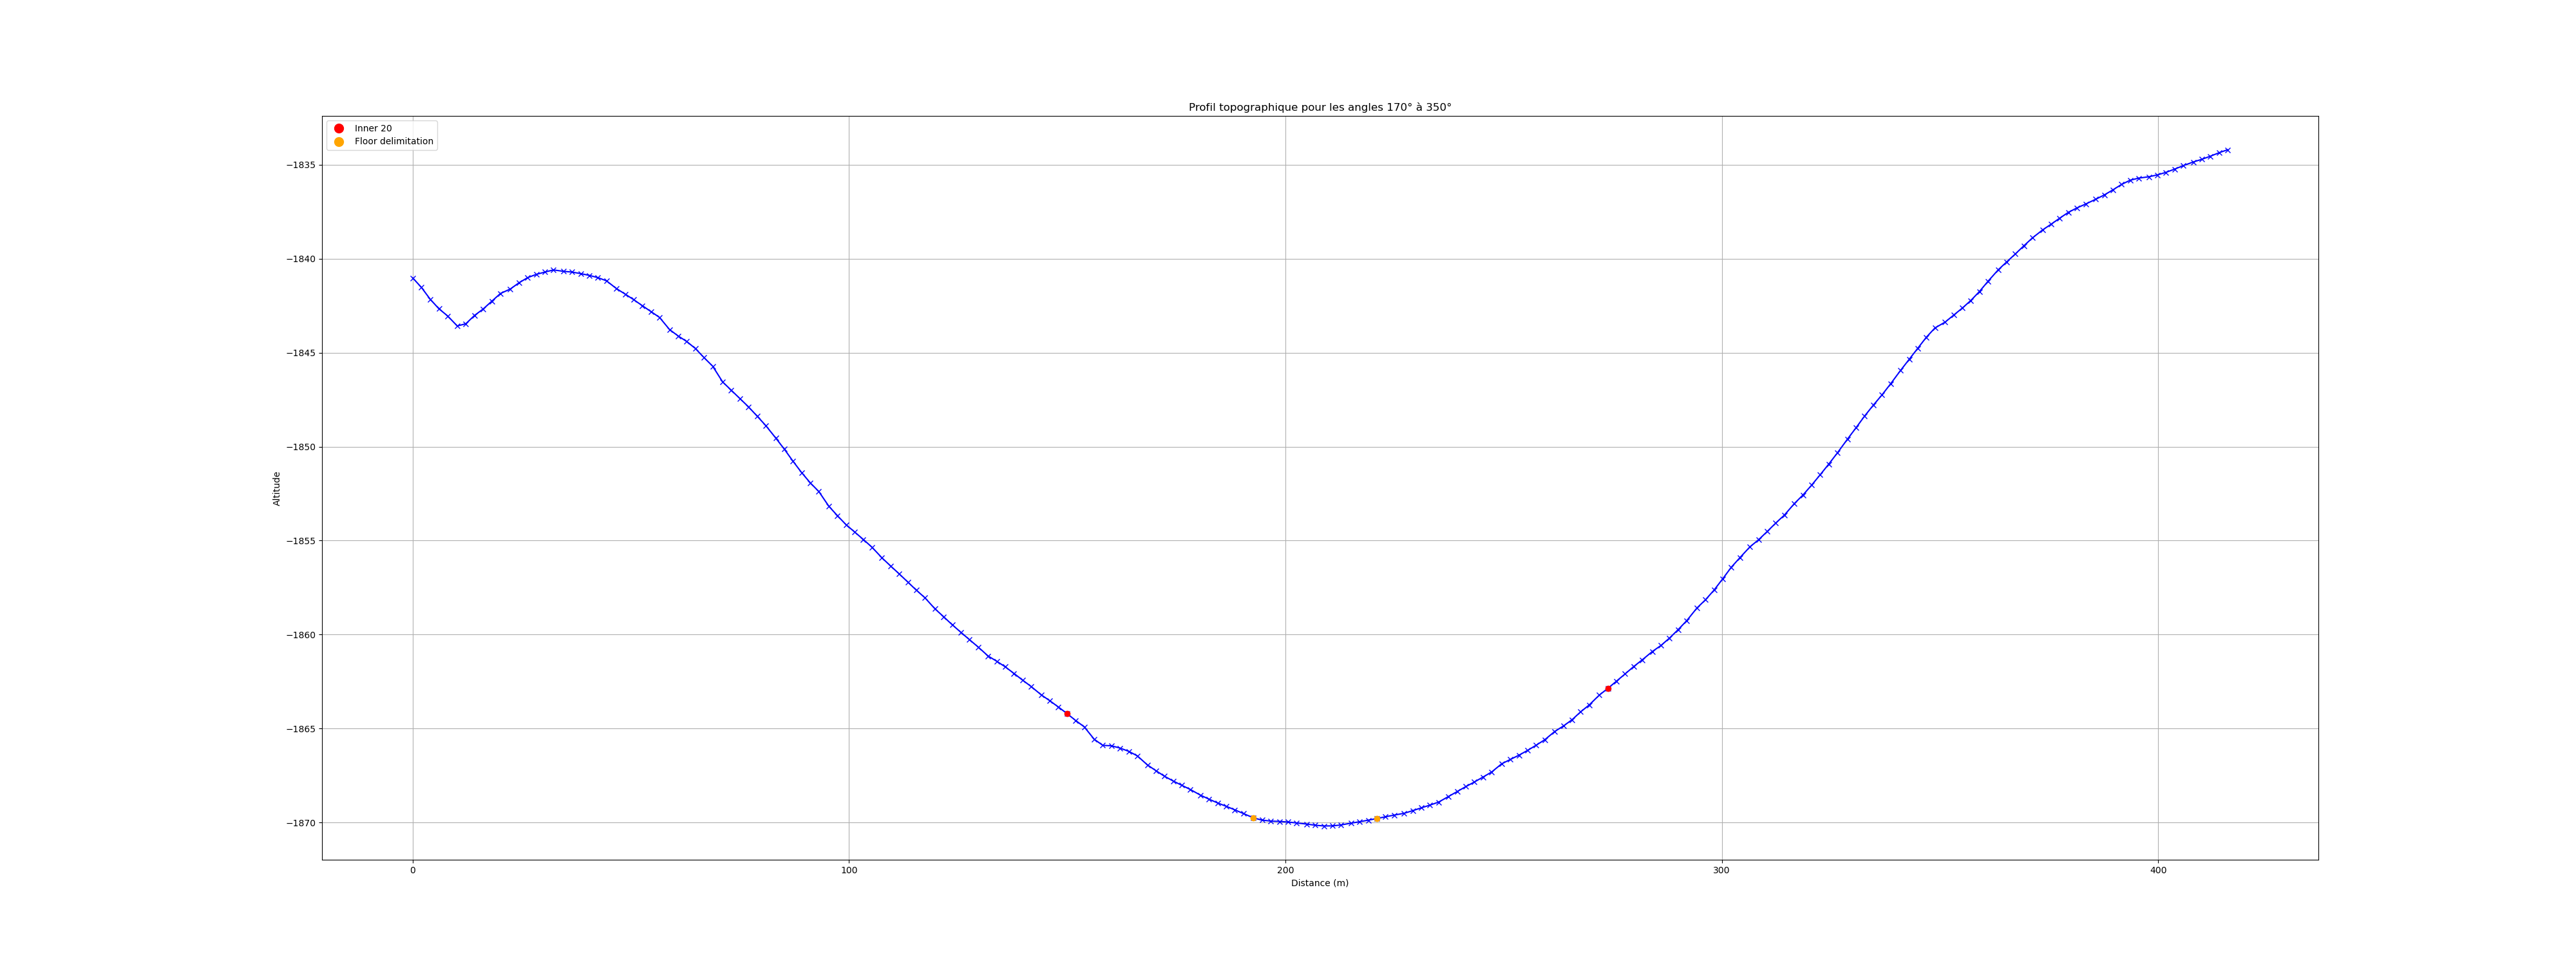 Profil topographique pour les angles 170° à 350°
Inner 20
Floor delimitation
−1835
−1840
−1845
−1850
−1855
−1860
−1865
−1870
Altitude
0 100 200 300 400
Distance (m)